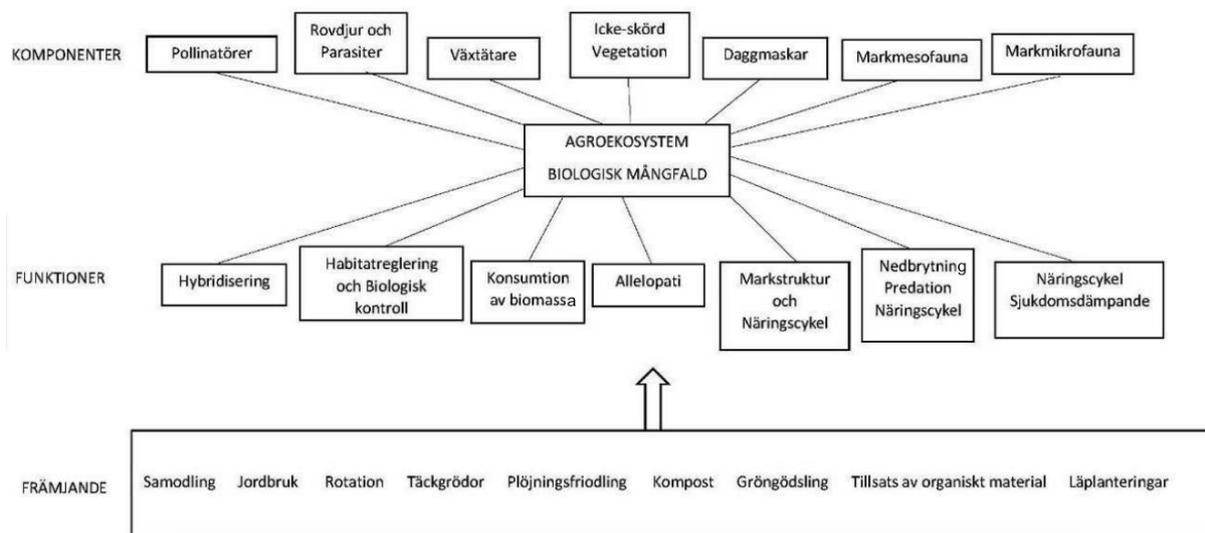 KOMPONENTER
Pollinatörer
Rovdjur och
Parasiter
Växtätare
Icke-skörd
Vegetation
Daggmaskar
Markmesofauna
Markmikrofauna
AGROEKOSYSTEM
BIOLOGISK MÅNGFALD
FUNKTIONER
Hybridisering
Habitatreglering
och Biologisk
kontroll
Konsumtion
av biomassa
Allelopati
Markstruktur
och
Näringscykel
Nedbrytning
Predation
Näringscykel
Näringscykel
Sjukdomsdämpande
FRÄMJANDE
Samodling Jordbruk Rotation Täckgrödor Plöjningsfriodling Kompost Gröngödsling Tillsats av organiskt material Läplanteringar